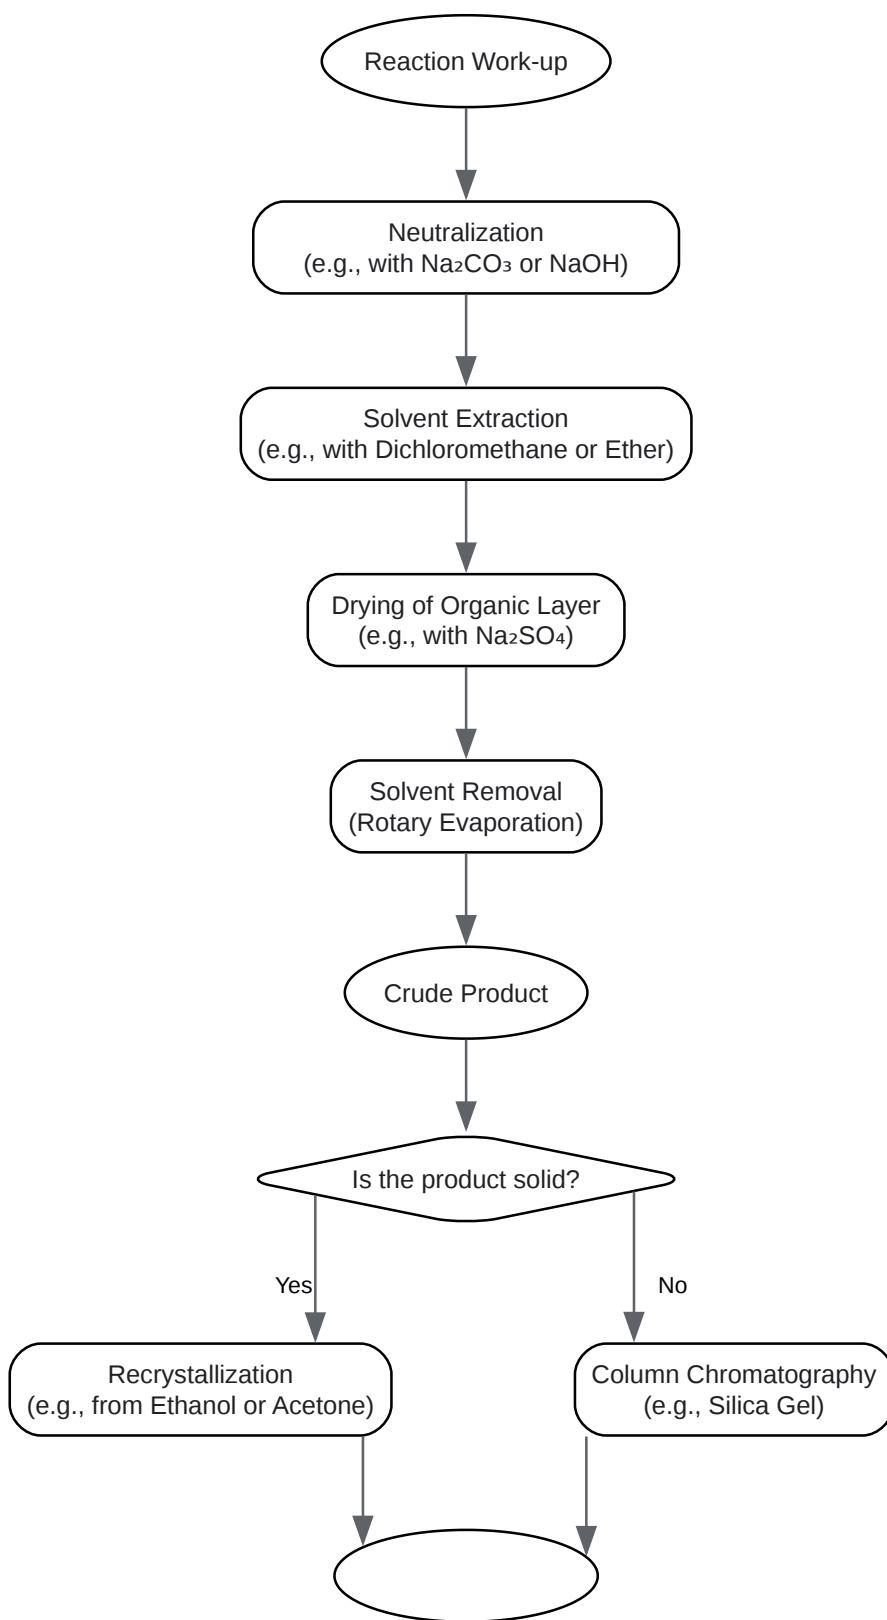 Reaction Work-up
Neutralization
(e.g., with Na₂CO₃ or NaOH)
Solvent Extraction
(e.g., with Dichloromethane or Ether)
Drying of Organic Layer
(e.g., with Na₂SO₄)
Solvent Removal
(Rotary Evaporation)
Crude Product
Is the product solid?
Yes
No
Recrystallization
(e.g., from Ethanol or Acetone)
Column Chromatography
(e.g., Silica Gel)